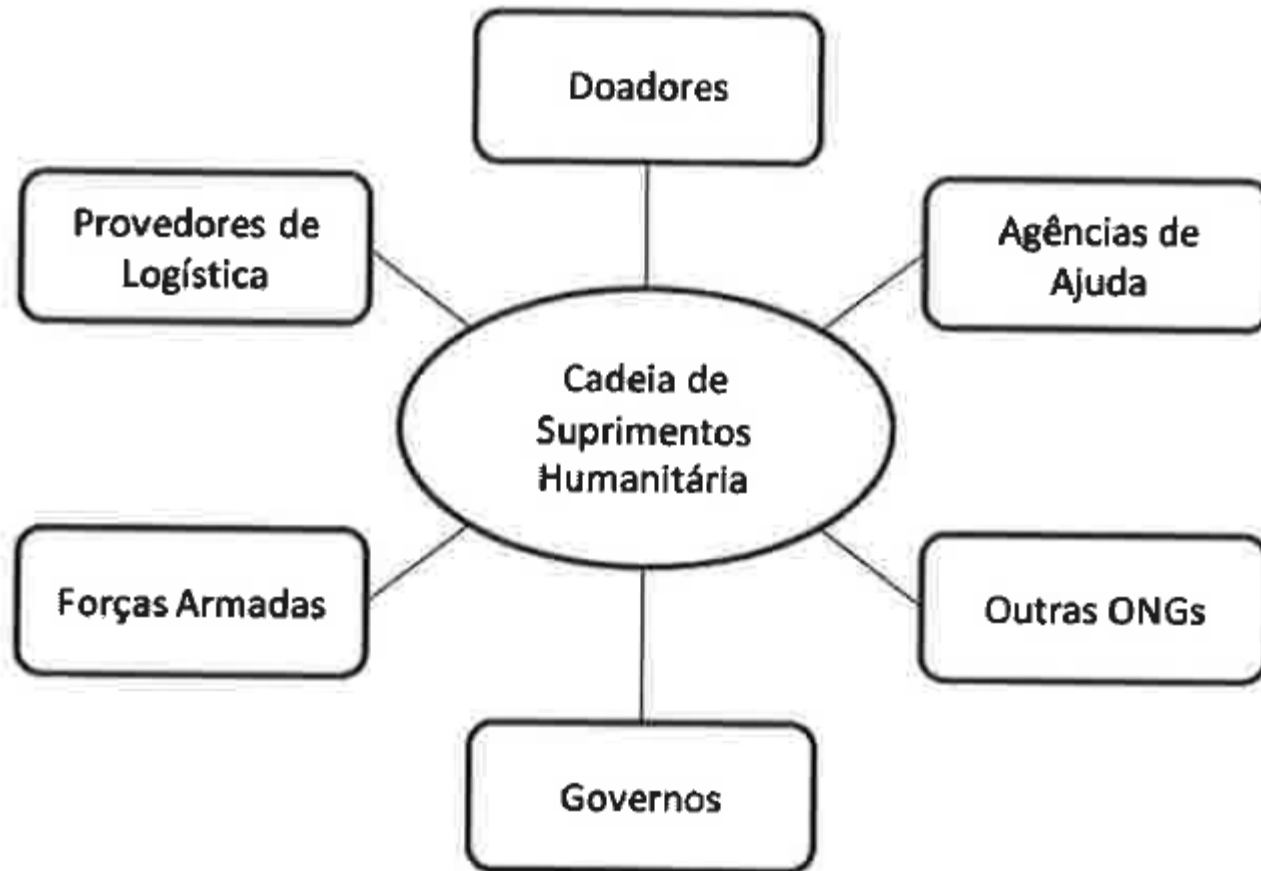 Doadores
Provedores de
Logística
Agências de
Ajuda
Cadeia de
Suprimentos
Humanitária
Forças Armadas
Outras ONGs
Governos